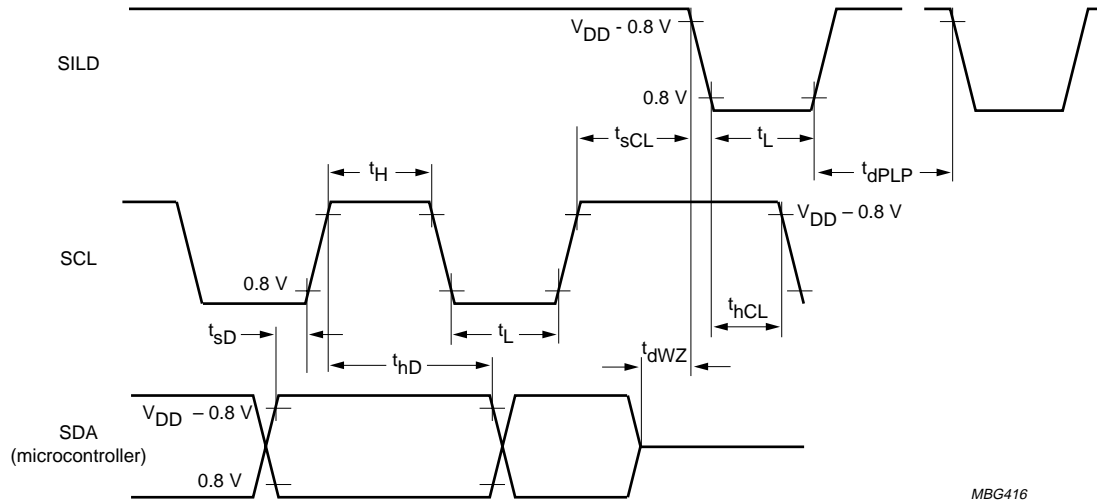 V_DD - 0.8 V
SILD
0.8 V
t_sCL
t_L
t_H
t_dPLP
V_DD – 0.8 V
SCL
0.8 V
t_hCL
t_sD
t_L
t_dWZ
t_hD
V_DD – 0.8 V
SDA
(microcontroller)
0.8 V
MBG416